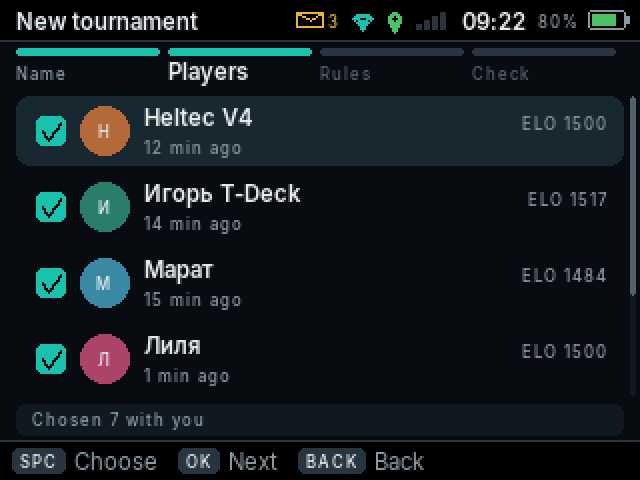 New tournament 3 09:22 80%
Name Players Rules Check
H Heltec V4 ELO 1500
12 min ago
И Игорь T-Deck ELO 1517
14 min ago
М Марат ELO 1484
15 min ago
Л Лиля ELO 1500
1 min ago
Chosen 7 with you
SPC Choose OK Next BACK Back